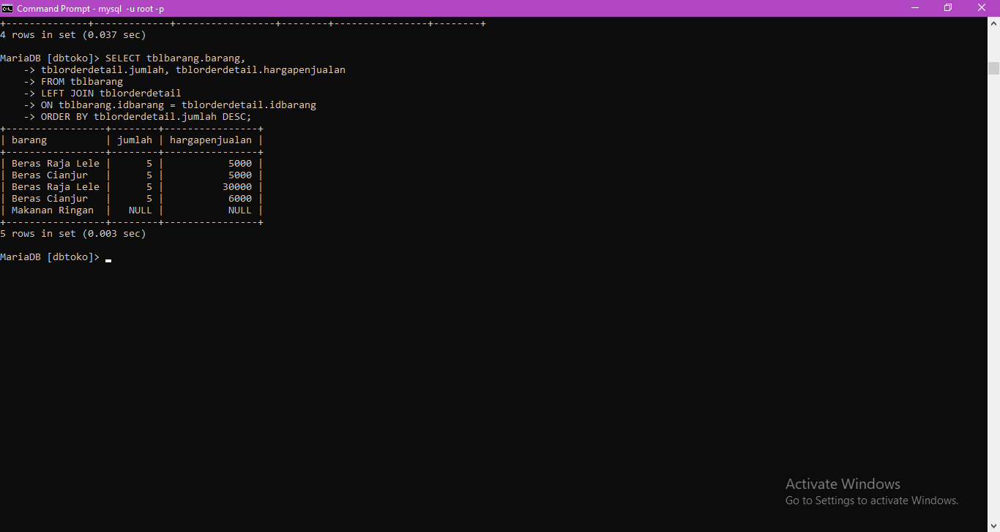 Command Prompt - mysql -u root -p
+--------------+-------------+-----------------+--------+----------------+--------+
4 rows in set (0.037 sec)
MariaDB [dbtoko]> SELECT tblbarang.barang,
    -> tblorderdetail.jumlah, tblorderdetail.hargapenjualan
    -> FROM tblbarang
    -> LEFT JOIN tblorderdetail
    -> ON tblbarang.idbarang = tblorderdetail.idbarang
    -> ORDER BY tblorderdetail.jumlah DESC;
+-----------------+--------+----------------+
| barang          | jumlah | hargapenjualan |
+-----------------+--------+----------------+
| Beras Raja Lele |      5 |           5000 |
| Beras Cianjur   |      5 |           5000 |
| Beras Raja Lele |      5 |          30000 |
| Beras Cianjur   |      5 |           6000 |
| Makanan Ringan  |   NULL |           NULL |
+-----------------+--------+----------------+
5 rows in set (0.003 sec)
MariaDB [dbtoko]> _
Activate Windows
Go to Settings to activate Windows.